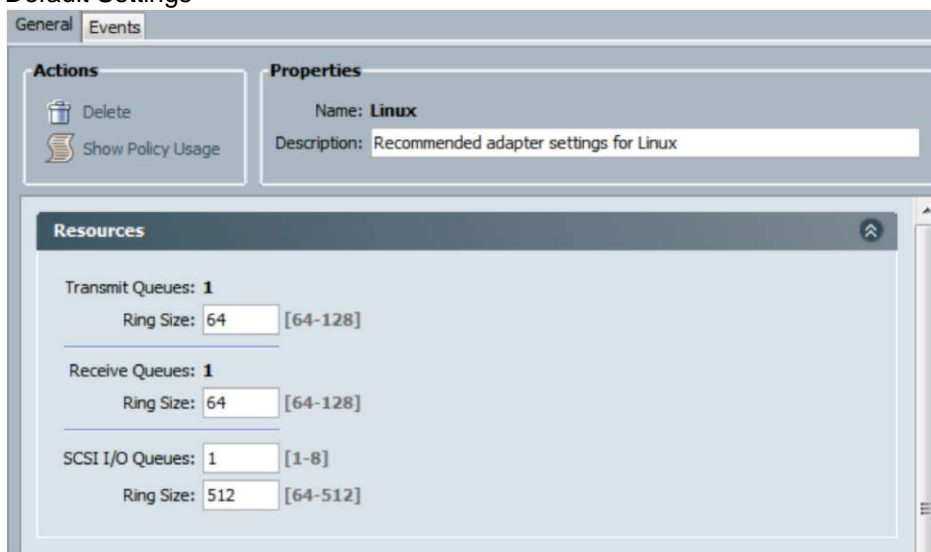 Default Settings
General Events
Actions
Delete
Show Policy Usage
Properties
Name: Linux
Description: Recommended adapter settings for Linux
Resources
Transmit Queues: 1
Ring Size: 64 [64-128]
Receive Queues: 1
Ring Size: 64 [64-128]
SCSI I/O Queues: 1 [1-8]
Ring Size: 512 [64-512]